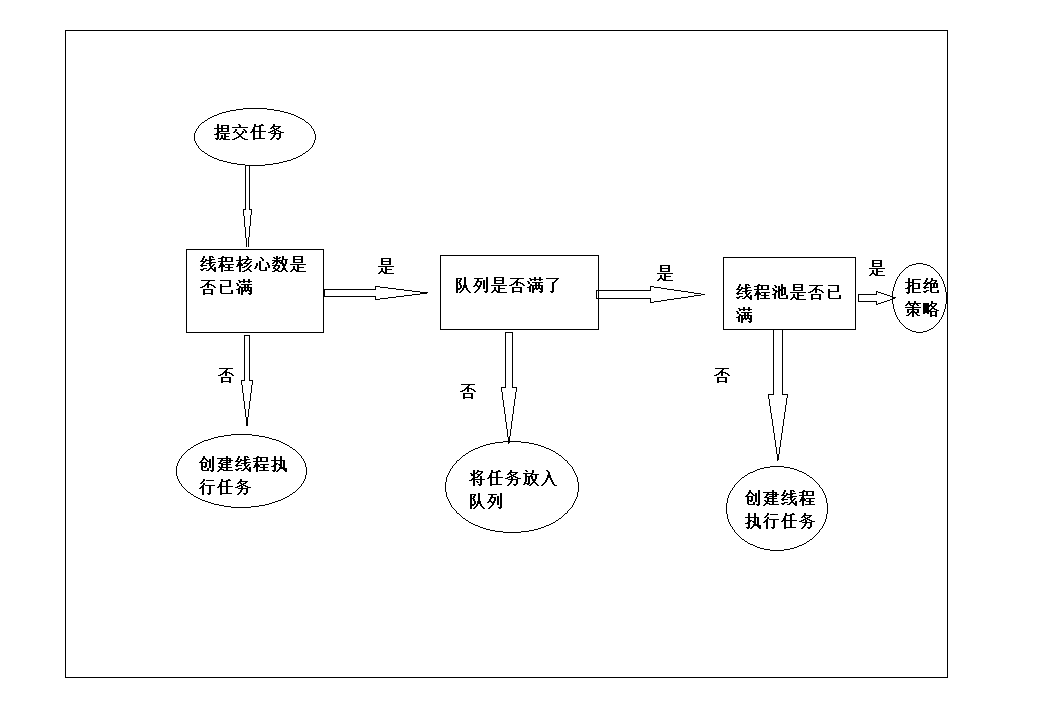 提交任务
线程核心数是
否已满
是
队列是否满了
是
线程池是否已
满
是
拒绝
策略
否
否
否
创建线程执
行任务
将任务放入
队列
创建线程
执行任务